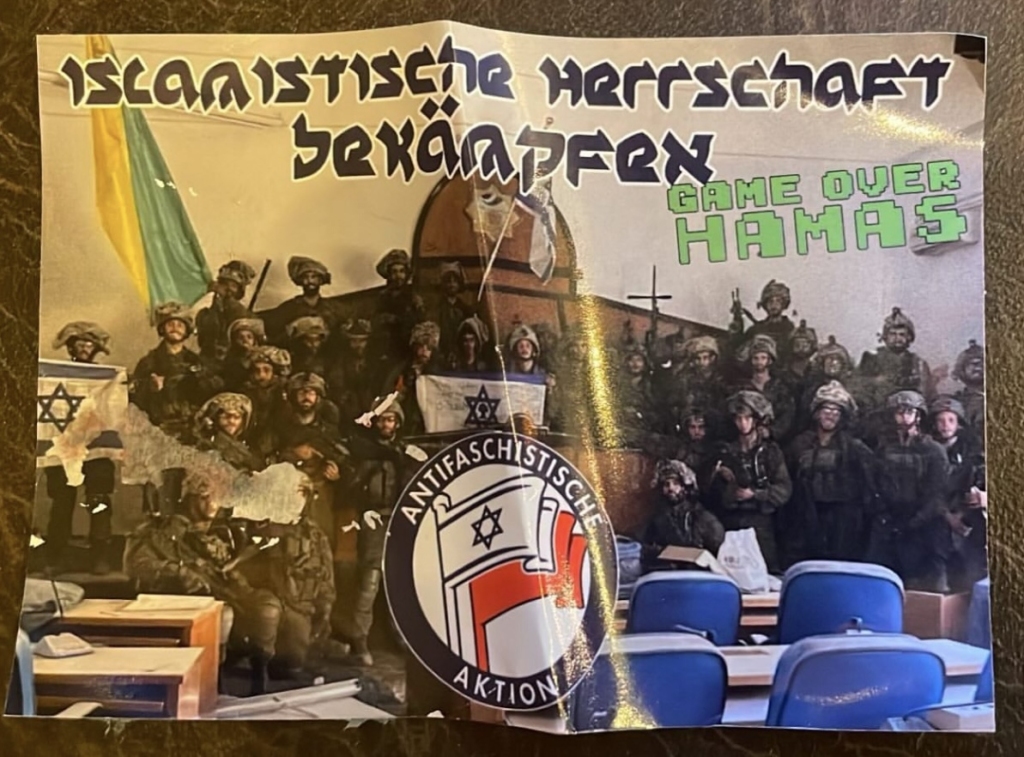 ISLAMISTISCHE HERRSCHAFT
BEKÄMPFEN
GAME OVER
HAMAS
ANTIFASCHISTISCHE
AKTION